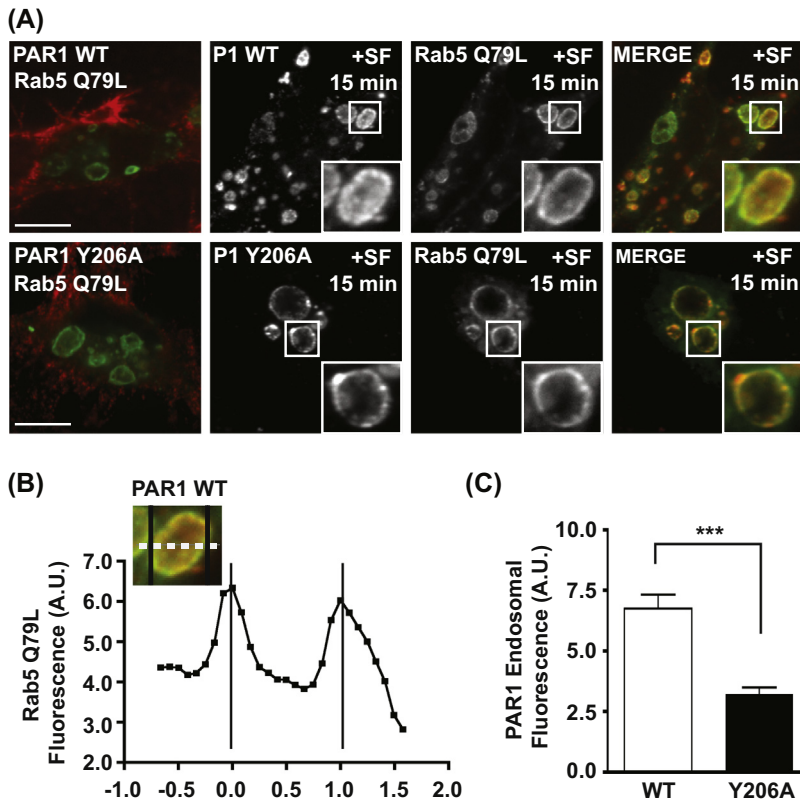 (A)
PAR1 WT
Rab5 Q79L
P1 WT +SF
15 min
Rab5 Q79L +SF
15 min
MERGE +SF
15 min
PAR1 Y206A
Rab5 Q79L
P1 Y206A +SF
15 min
Rab5 Q79L +SF
15 min
MERGE +SF
15 min
(B)
PAR1 WT
Rab5 Q79L
Fluorescence (A.U.)
7.0
6.0
5.0
4.0
3.0
2.0
-1.0 -0.5 0.0 0.5 1.0 1.5 2.0
(C)
PAR1 Endosomal
Fluorescence (A.U.)
10.0
7.5
5.0
2.5
0.0
***
WT Y206A